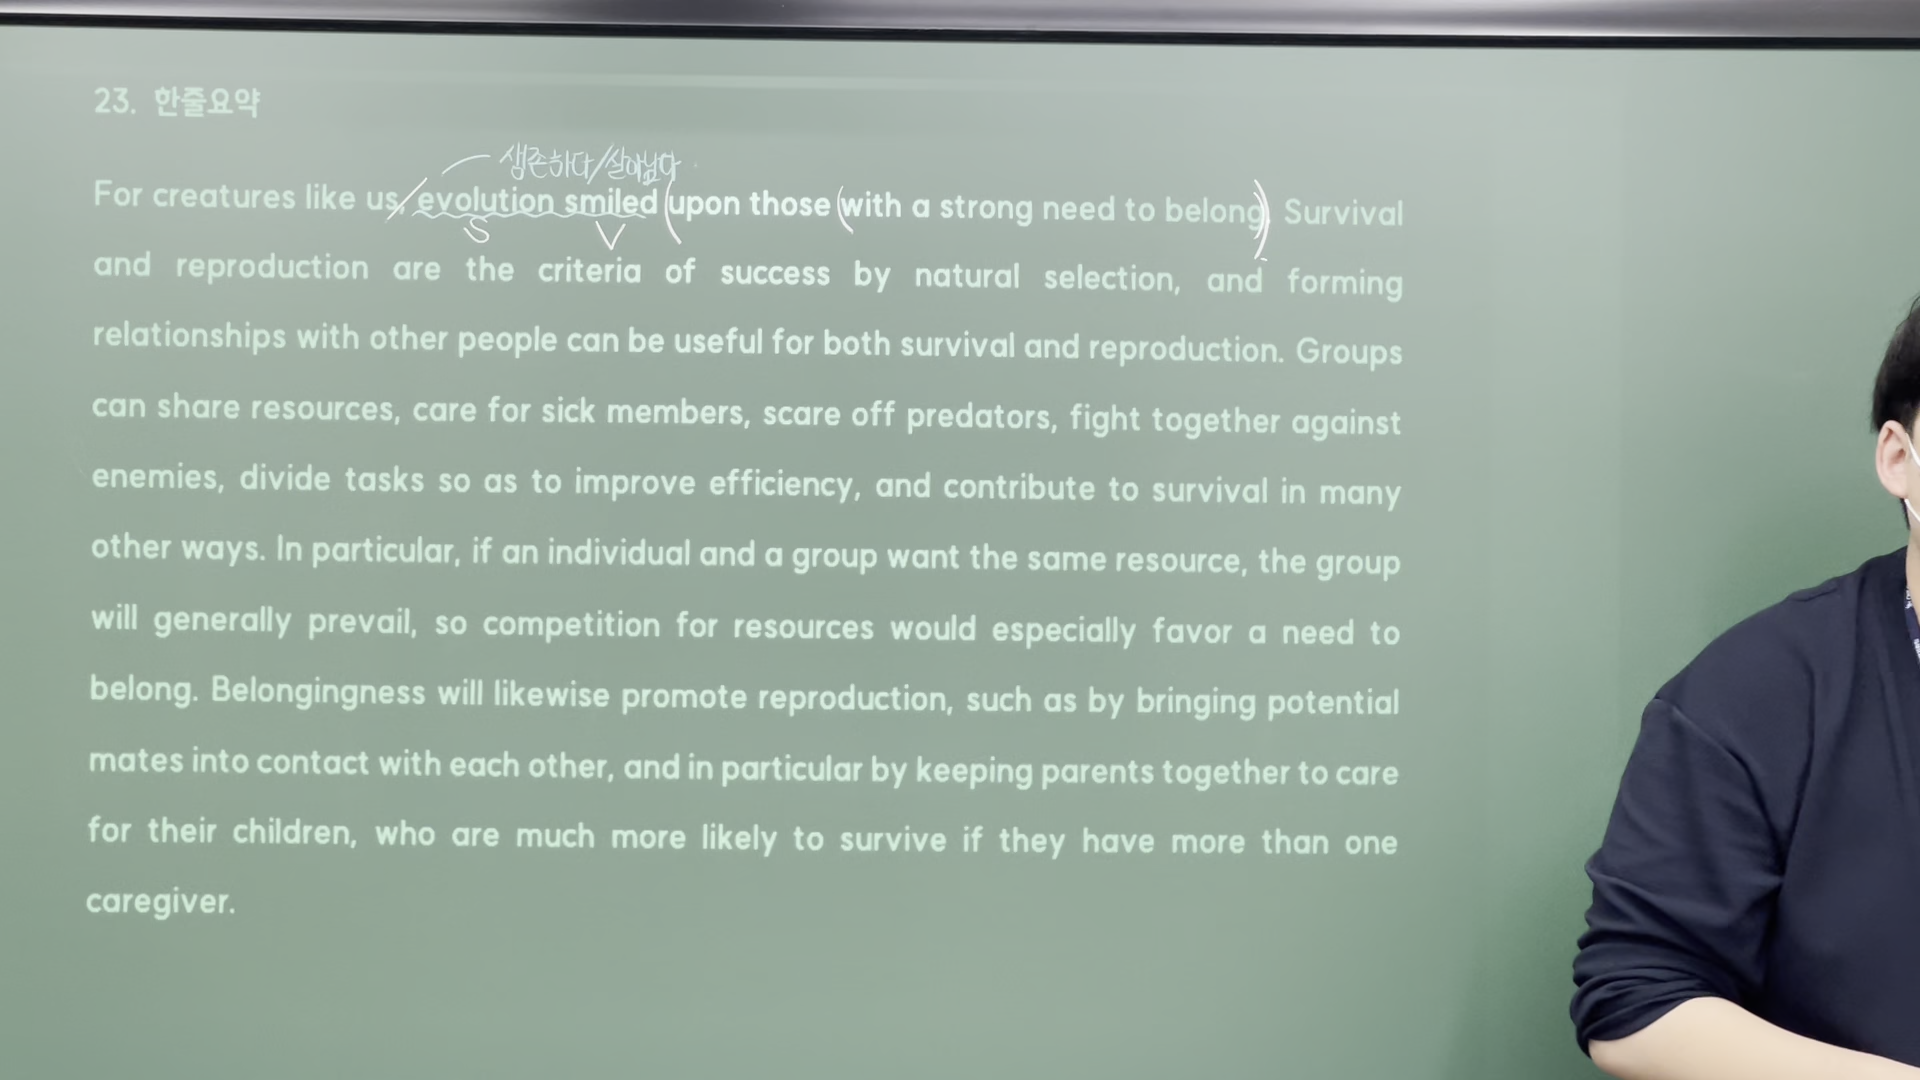 23. 한줄요약
생존하다/살아남다
For creatures like us, evolution smiled upon those with a strong need to belong. Survival
S V
and reproduction are the criteria of success by natural selection, and forming
relationships with other people can be useful for both survival and reproduction. Groups
can share resources, care for sick members, scare off predators, fight together against
enemies, divide tasks so as to improve efficiency, and contribute to survival in many
other ways. In particular, if an individual and a group want the same resource, the group
will generally prevail, so competition for resources would especially favor a need to
belong. Belongingness will likewise promote reproduction, such as by bringing potential
mates into contact with each other, and in particular by keeping parents together to care
for their children, who are much more likely to survive if they have more than one
caregiver.